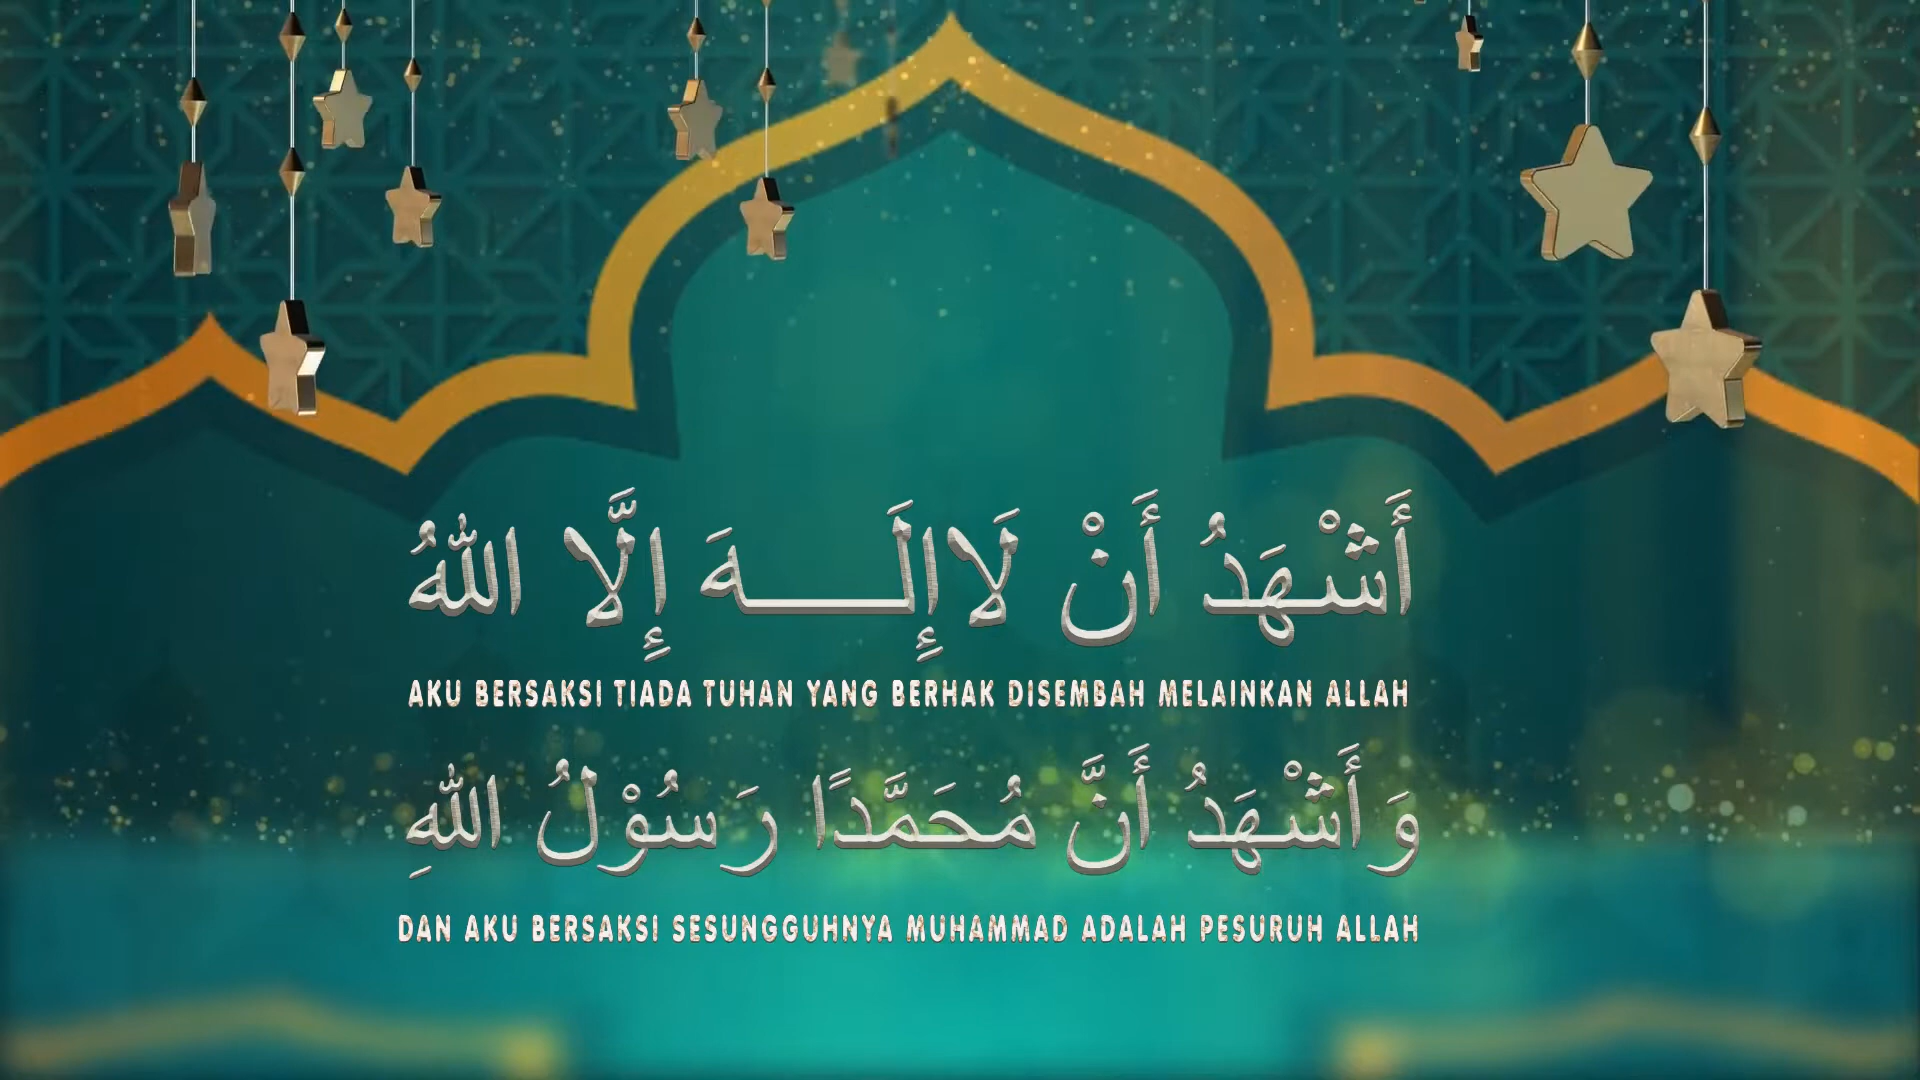 أَشْهَدُ أَنْ لَاإِلَـــهَ إِلَّا اللّٰهُ
AKU BERSAKSI TIADA TUHAN YANG BERHAK DISEMBAH MELAINKAN ALLAH
وَأَشْهَدُ أَنَّ مُحَمَّدًا رَسُوْلُ اللّٰهِ
DAN AKU BERSAKSI SESUNGGUHNYA MUHAMMAD ADALAH PESURUH ALLAH